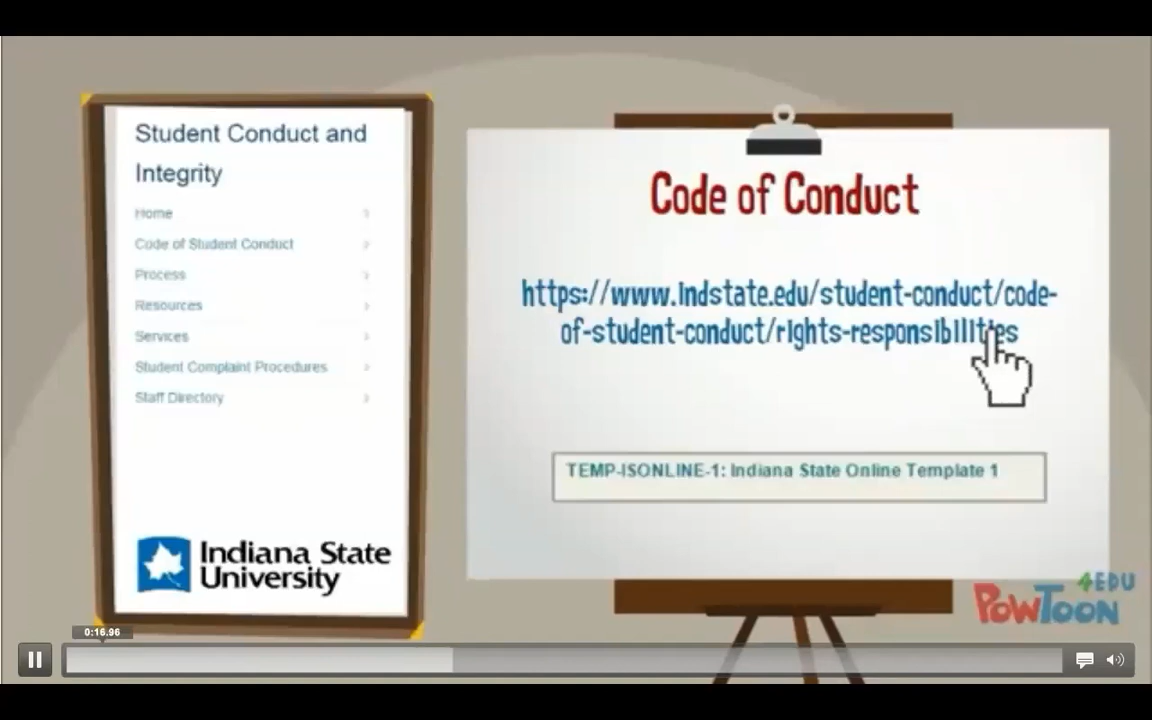 Student Conduct and
Integrity
Home
Code of Student Conduct
Process
Resources
Services
Student Complaint Procedures
Staff Directory
Indiana State
University
Code of Conduct
https://www.indstate.edu/student-conduct/code-
of-student-conduct/rights-responsibilities
TEMP-ISONLINE-1: Indiana State Online Template 1
4EDU
POWTOON
0:16.96